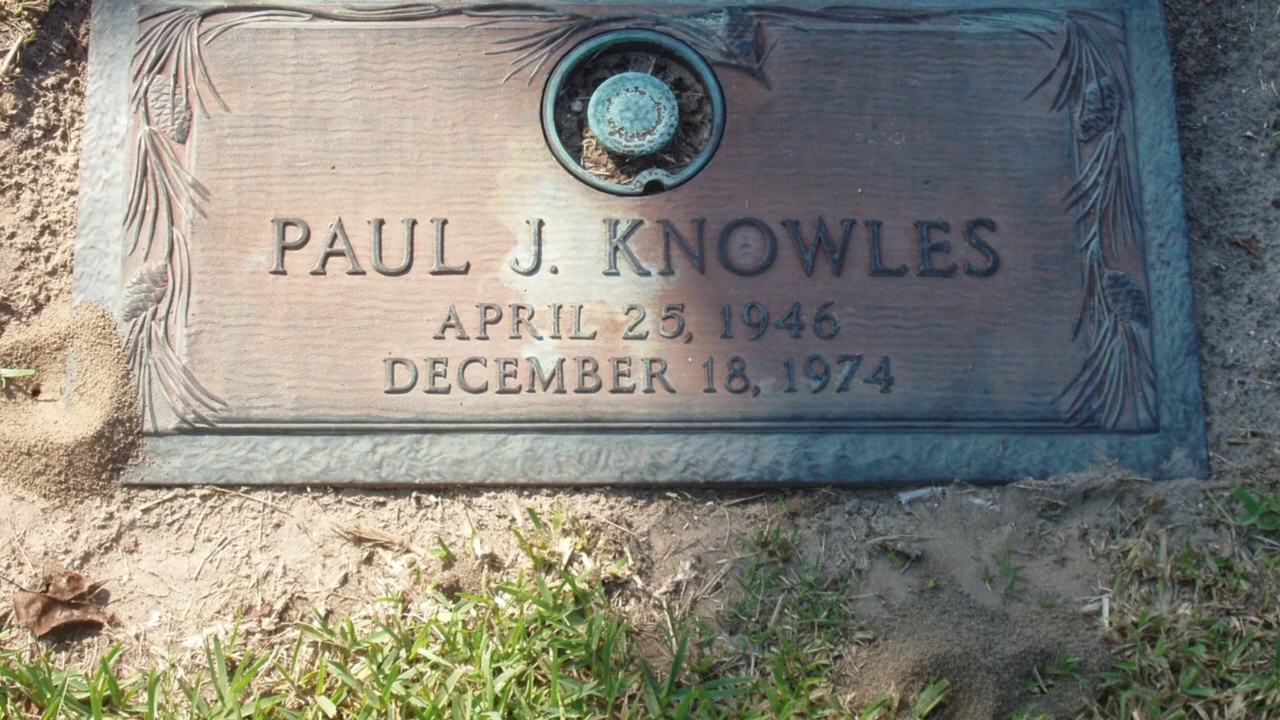 PAUL J. KNOWLES
APRIL 25, 1946
DECEMBER 18, 1974